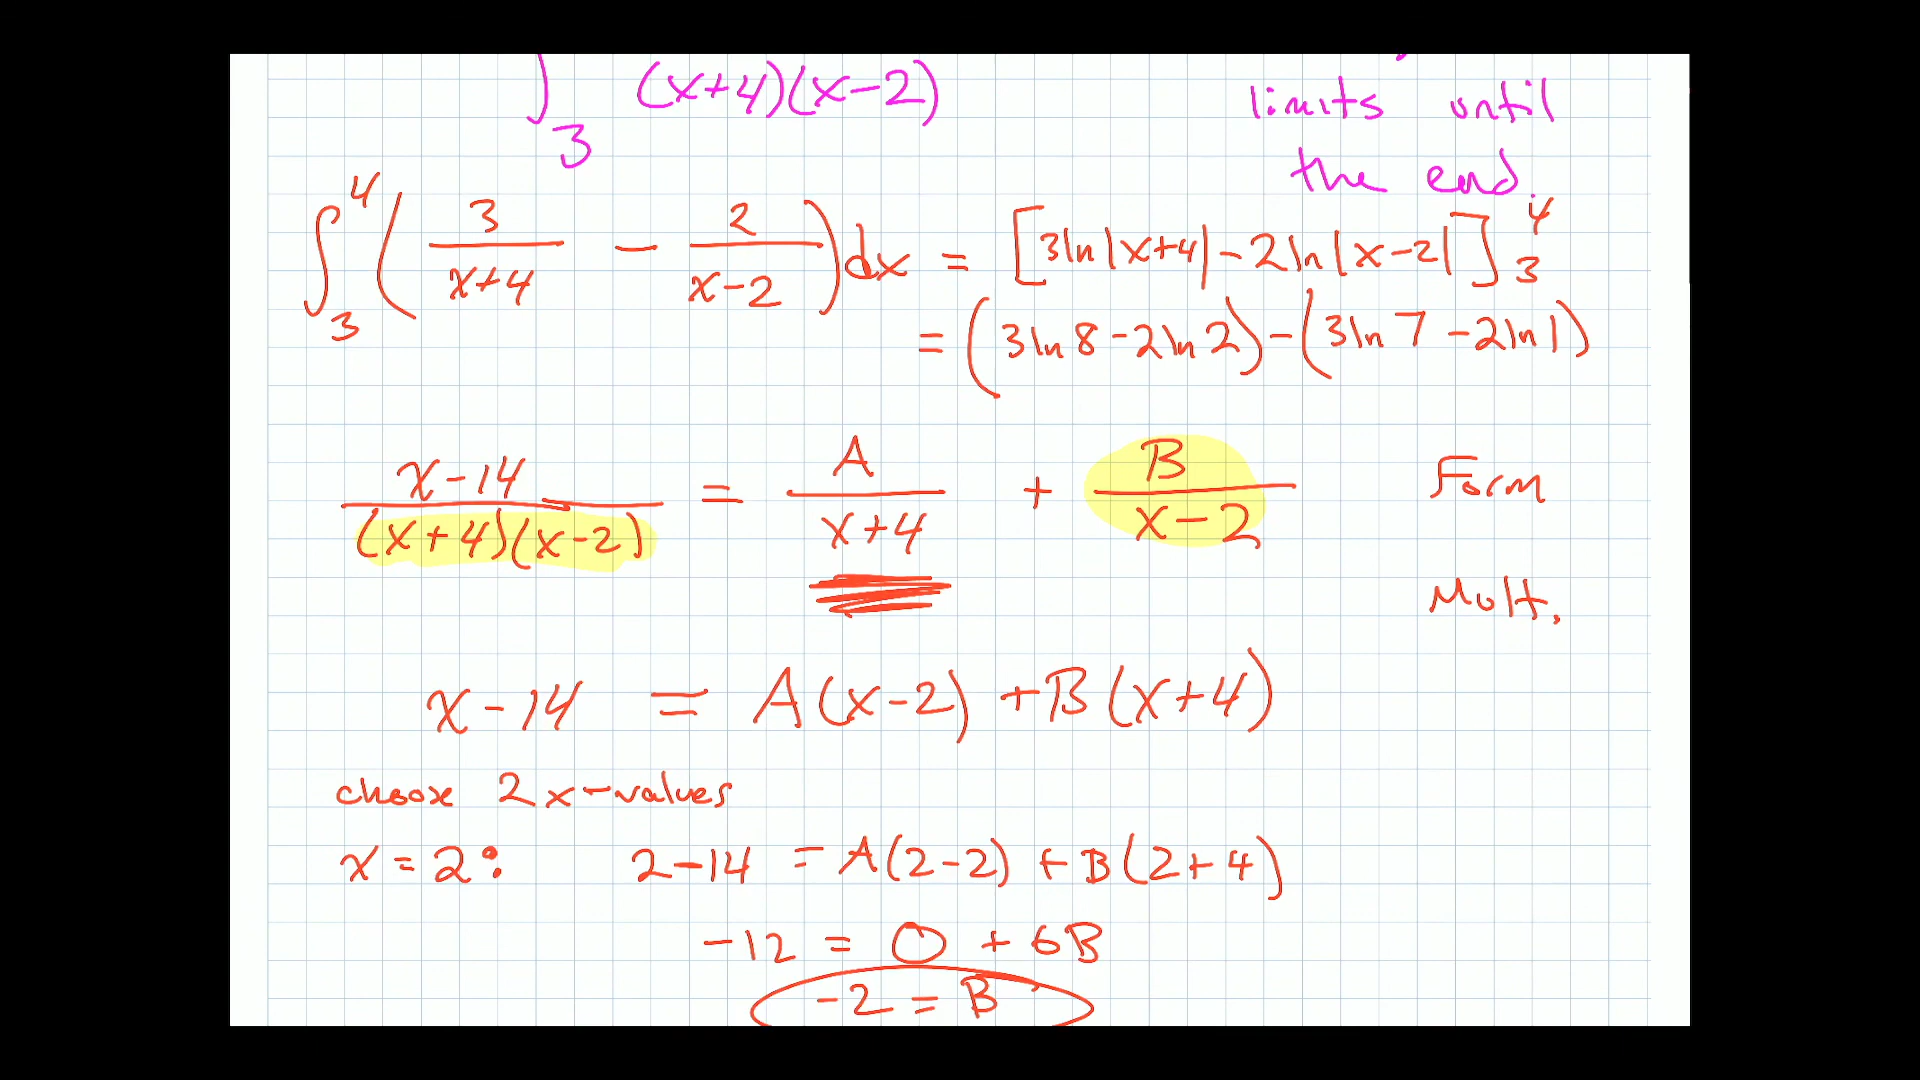 ∫₃ (x+4)(x-2) limits until
the end.
∫₃⁴ ( 3/(x+4) - 2/(x-2) ) dx = [3ln|x+4| - 2ln|x-2|]₃⁴
= (3ln8 - 2ln2) - (3ln7 - 2ln1)
(x-14)/((x+4)(x-2)) = A/(x+4) + B/(x-2) Form
Mult.
x-14 = A(x-2) + B(x+4)
choose 2 x-values
x = 2: 2-14 = A(2-2) + B(2+4)
-12 = 0 + 6B
-2 = B